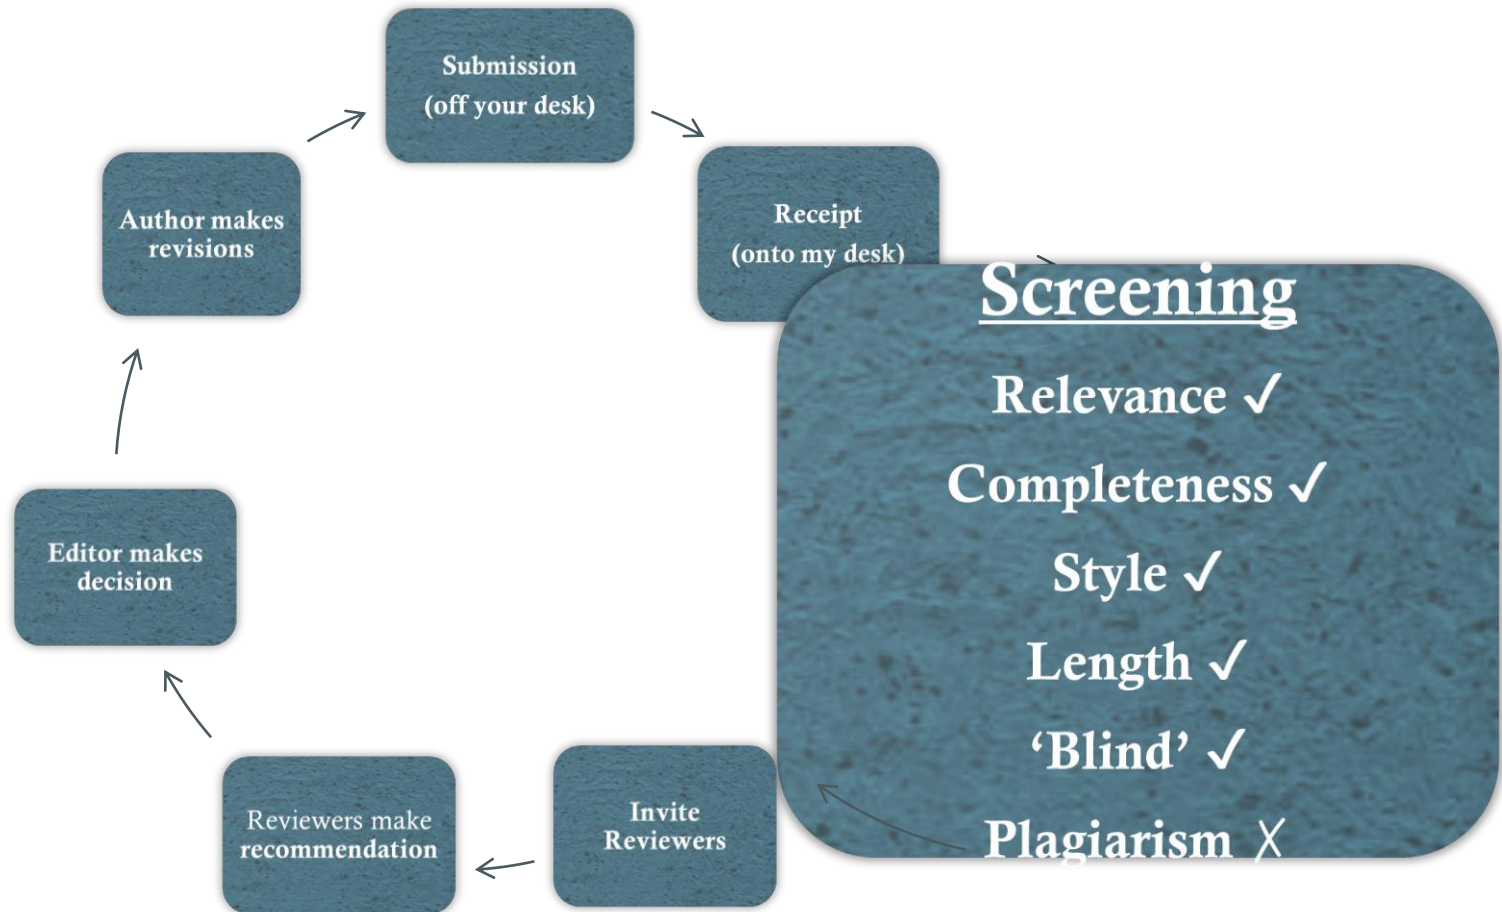 Submission
(off your desk)
Receipt
(onto my desk)
Screening
Relevance ✓
Completeness ✓
Style ✓
Length ✓
‘Blind’ ✓
Plagiarism ╳
Invite
Reviewers
Reviewers make
recommendation
Editor makes
decision
Author makes
revisions